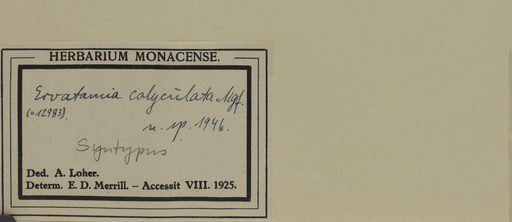 HERBARIUM MONACENSE.
Ervatamia calyculata Mgf.
(=12983).
n. sp. 1946.
Syntypus
Ded. A. Loher.
Determ. E. D. Merrill. – Accessit VIII. 1925.